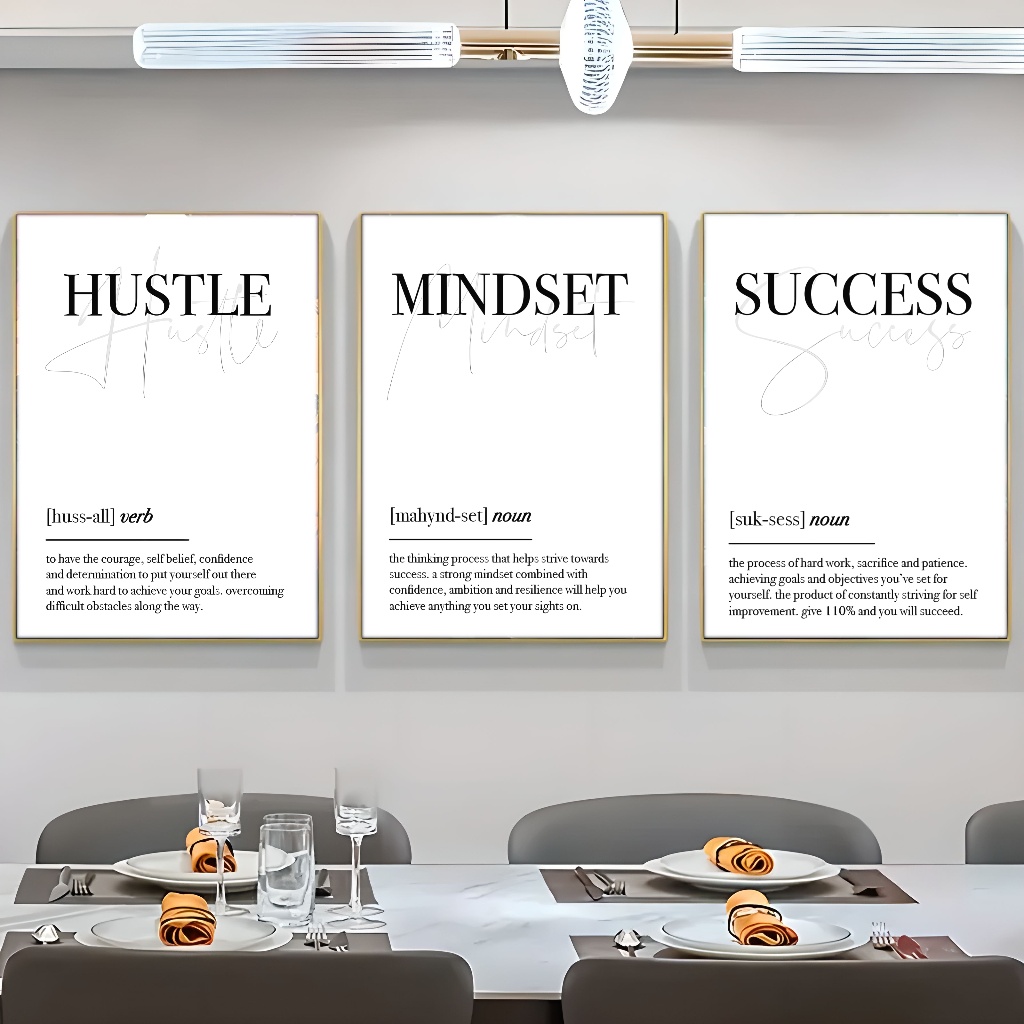 HUSTLE
Hustle
[huss-all] verb
to have the courage, self belief, confidence
and determination to put yourself out there
and work hard to achieve your goals. overcoming
difficult obstacles along the way.
MINDSET
Mindset
[mahynd-set] noun
the thinking process that helps strive towards
success. a strong mindset combined with
confidence, ambition and resilience will help you
achieve anything you set your sights on.
SUCCESS
Success
[suk-sess] noun
the process of hard work, sacrifice and patience.
achieving goals and objectives you've set for
yourself. the product of constantly striving for self
improvement. give 110% and you will succeed.